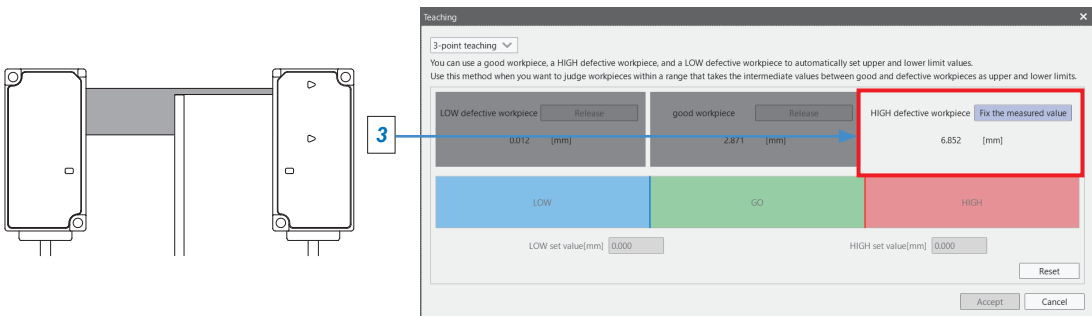 Teaching
3-point teaching
You can use a good workpiece, a HIGH defective workpiece, and a LOW defective workpiece to automatically set upper and lower limit values.
Use this method when you want to judge workpieces within a range that takes the intermediate values between good and defective workpieces as upper and lower limits.
LOW defective workpiece Release
0.012 [mm]
good workpiece Release
2.871 [mm]
HIGH defective workpiece Fix the measured value
6.852 [mm]
3
LOW GO HIGH
LOW set value[mm] 0.000
HIGH set value[mm] 0.000
Reset
Accept Cancel